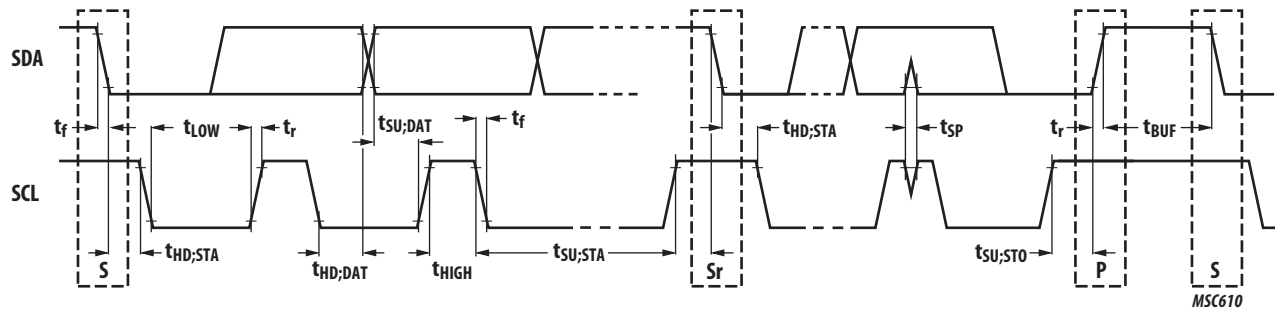 SDA
tf tLOW tr tSU;DAT tf tHD;STA tSP tr tBUF
SCL
tHD;STA tHD;DAT tHIGH tSU;STA tSU;STO
S Sr P S
MSC610